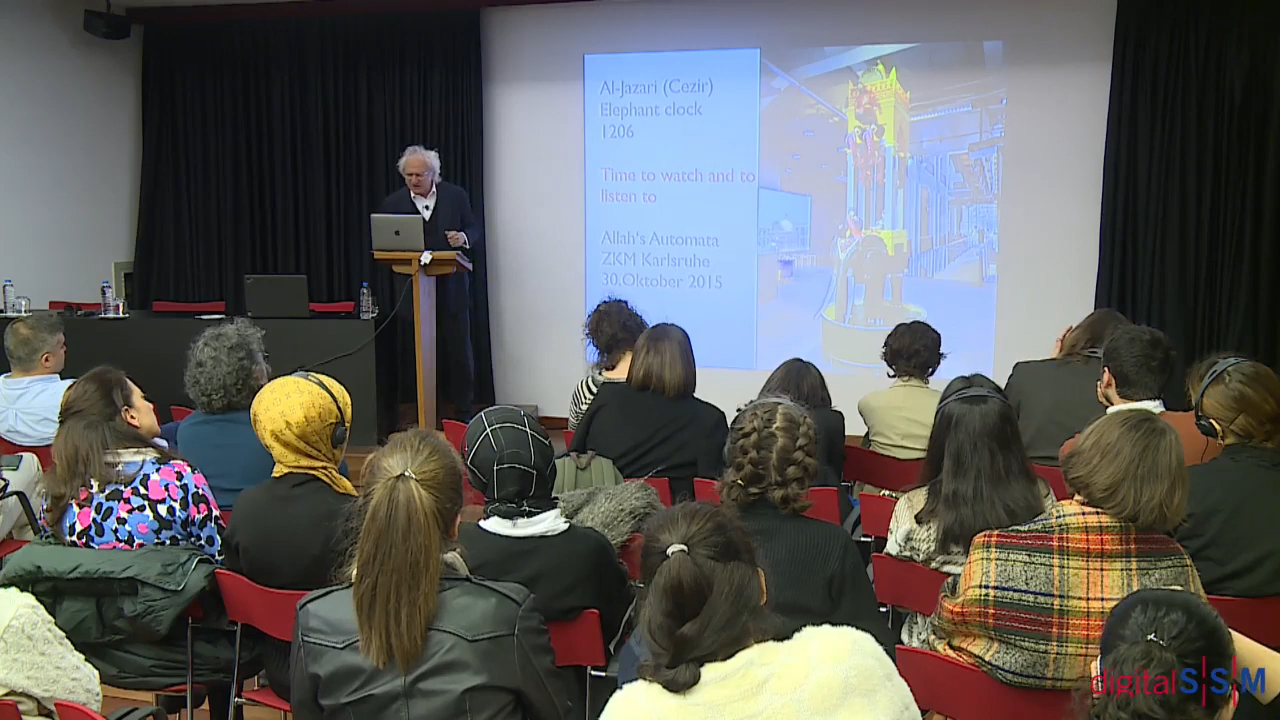 Al-Jazari (Cezir)
Elephant clock
1206
Time to watch and to
listen to
Allah's Automata
ZKM Karlsruhe
30.Oktober 2015
digitalSSM